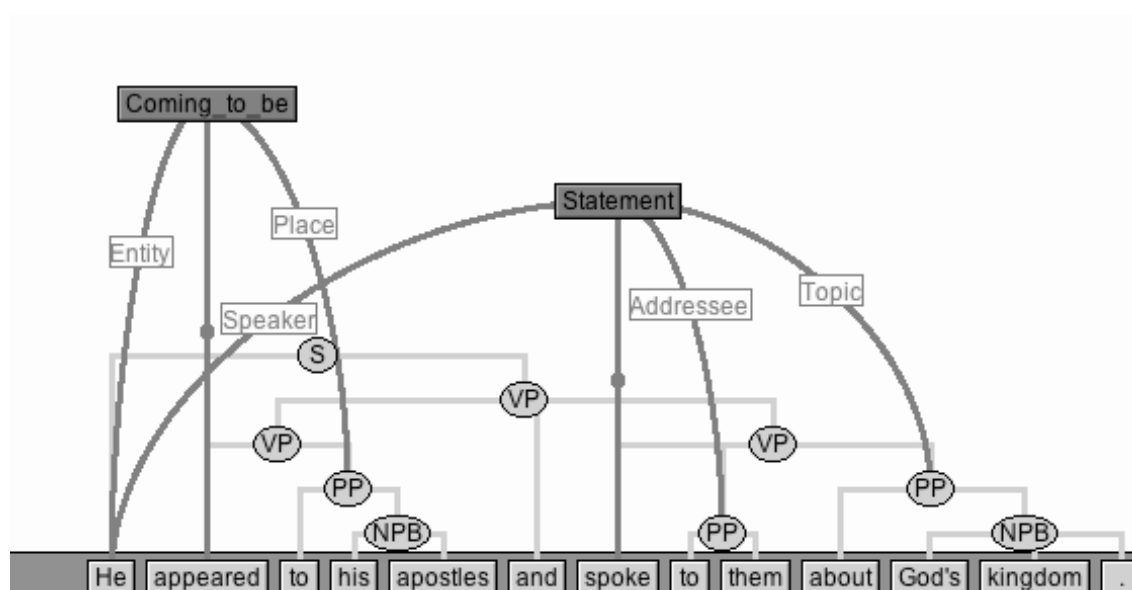 Coming_to_be
Statement
Place
Entity
Topic
Addressee
Speaker
S
VP
VP VP
PP PP
NPB PP NPB
He appeared to his apostles and spoke to them about God's kingdom .